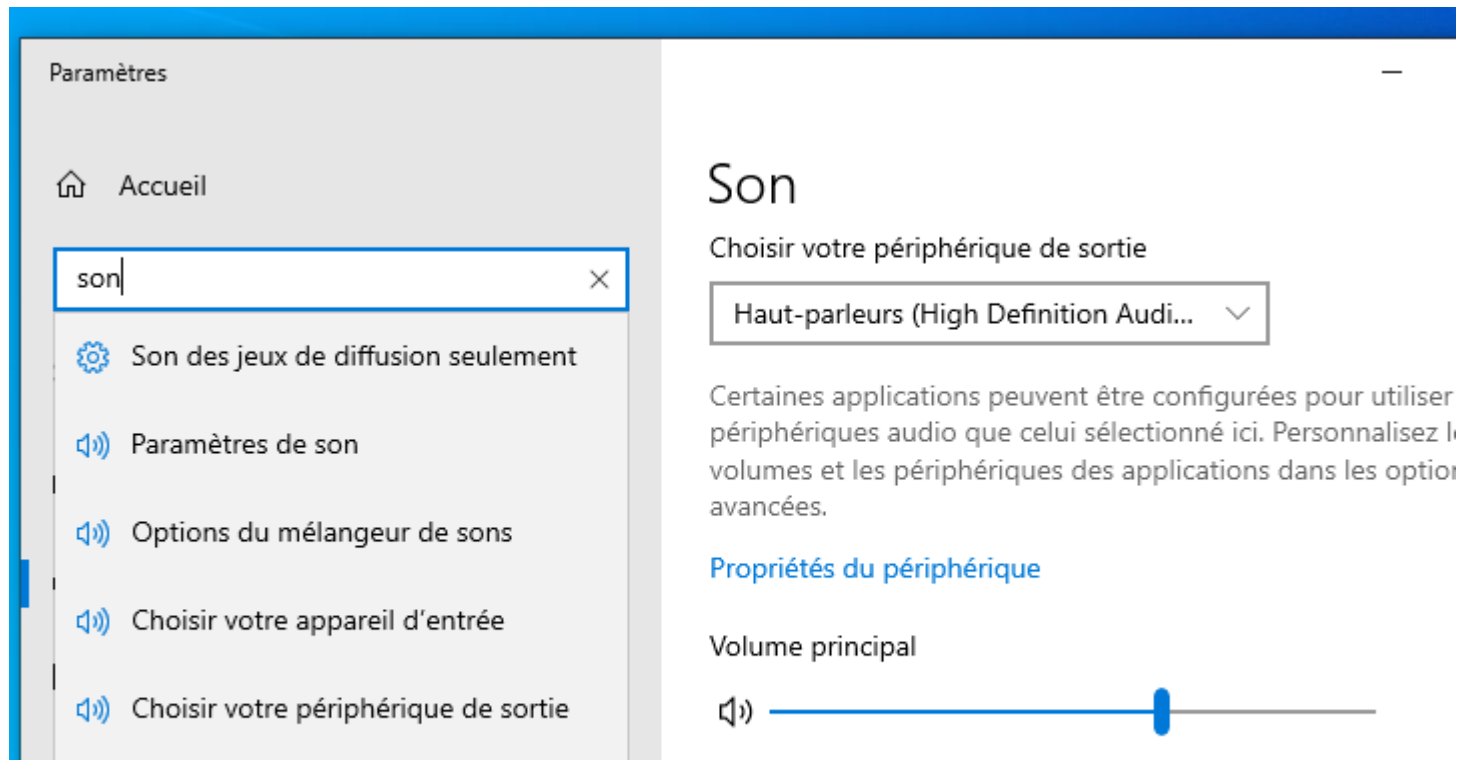 Paramètres
Accueil
son
Son des jeux de diffusion seulement
Paramètres de son
Options du mélangeur de sons
Choisir votre appareil d’entrée
Choisir votre périphérique de sortie
Son
Choisir votre périphérique de sortie
Haut-parleurs (High Definition Audi...
Certaines applications peuvent être configurées pour utiliser
périphériques audio que celui sélectionné ici. Personnalisez
volumes et les périphériques des applications dans les
avancées.
Propriétés du périphérique
Volume principal